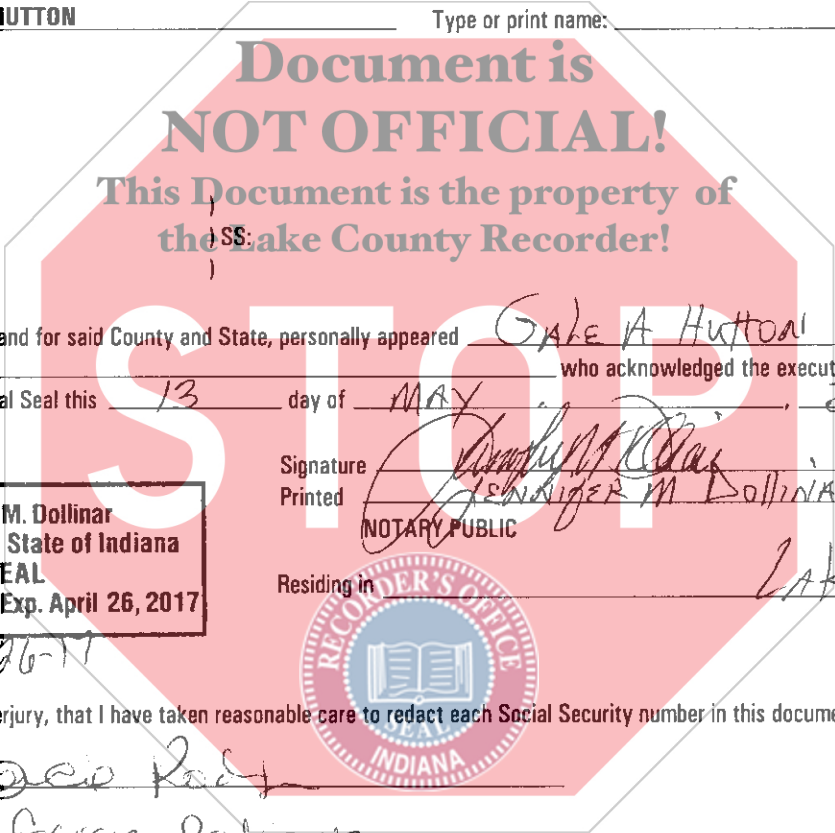 HUTTON Type or print name:
Document is
NOT OFFICIAL!
This Document is the property of
the Lake County Recorder!
)
) SS:
)
STOP
and for said County and State, personally appeared GALE A HUTTON
who acknowledged the execut
al Seal this 13 day of MAY
Signature
Printed JENNIFER M DOLLINA
NOTARY PUBLIC
M. Dollinar
State of Indiana
EAL
Exp. April 26, 2017
Residing in LAK
26-17
RECORDER'S OFFICE
SEAL
INDIANA
erjury, that I have taken reasonable care to redact each Social Security number in this docume